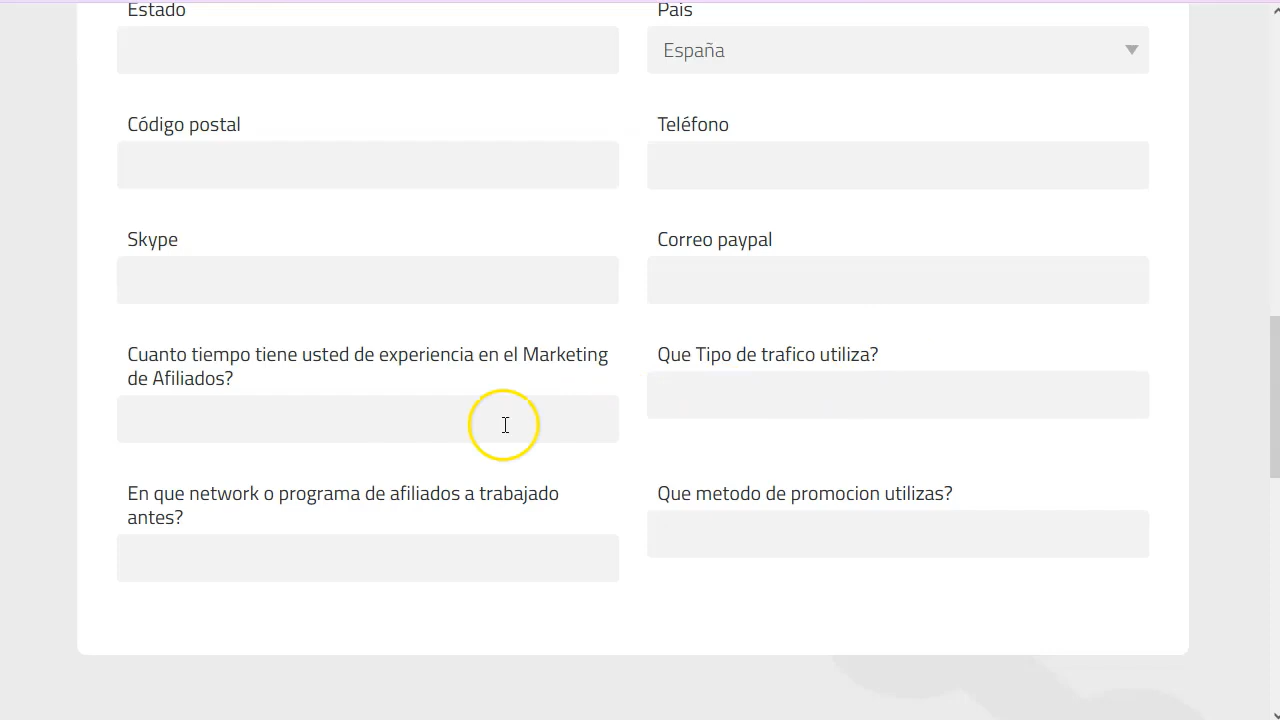 Estado
País
España
Código postal
Teléfono
Skype
Correo paypal
Cuanto tiempo tiene usted de experiencia en el Marketing
de Afiliados?
Que Tipo de trafico utiliza?
En que network o programa de afiliados a trabajado
antes?
Que metodo de promocion utilizas?